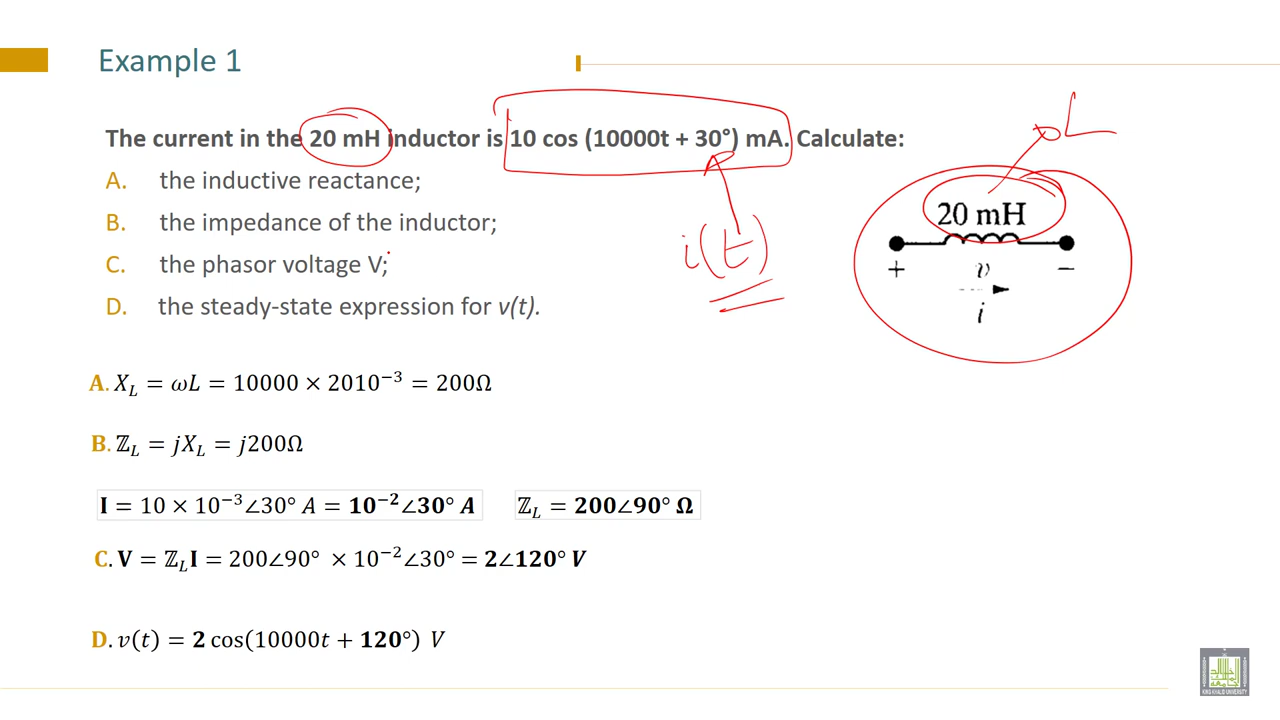 Example 1
The current in the 20 mH inductor is 10 cos (10000t + 30°) mA. Calculate:
A. the inductive reactance;
B. the impedance of the inductor;
C. the phasor voltage V;
D. the steady-state expression for v(t).
i(t)
L
20 mH
+ v −
i
A. X_L = ωL = 10000 × 2010⁻³ = 200Ω
B. ℤ_L = jX_L = j200Ω
I = 10 × 10⁻³∠30° A = 10⁻²∠30° A ℤ_L = 200∠90° Ω
C. V = ℤ_L I = 200∠90° × 10⁻²∠30° = 2∠120° V
D. v(t) = 2 cos(10000t + 120°) V
KING KHALID UNIVERSITY